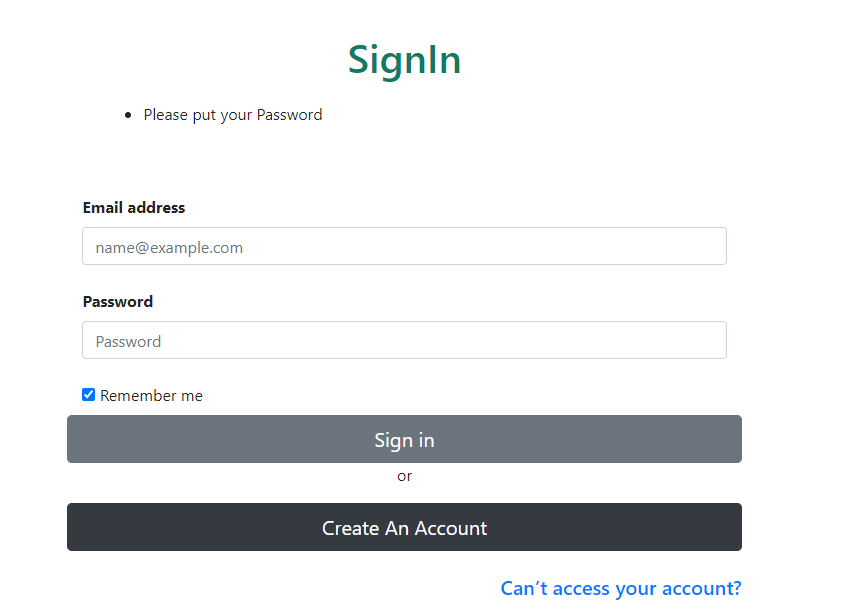 SignIn
Please put your Password
Email address
name@example.com
Password
Password
Remember me
Sign in
or
Create An Account
Can’t access your account?